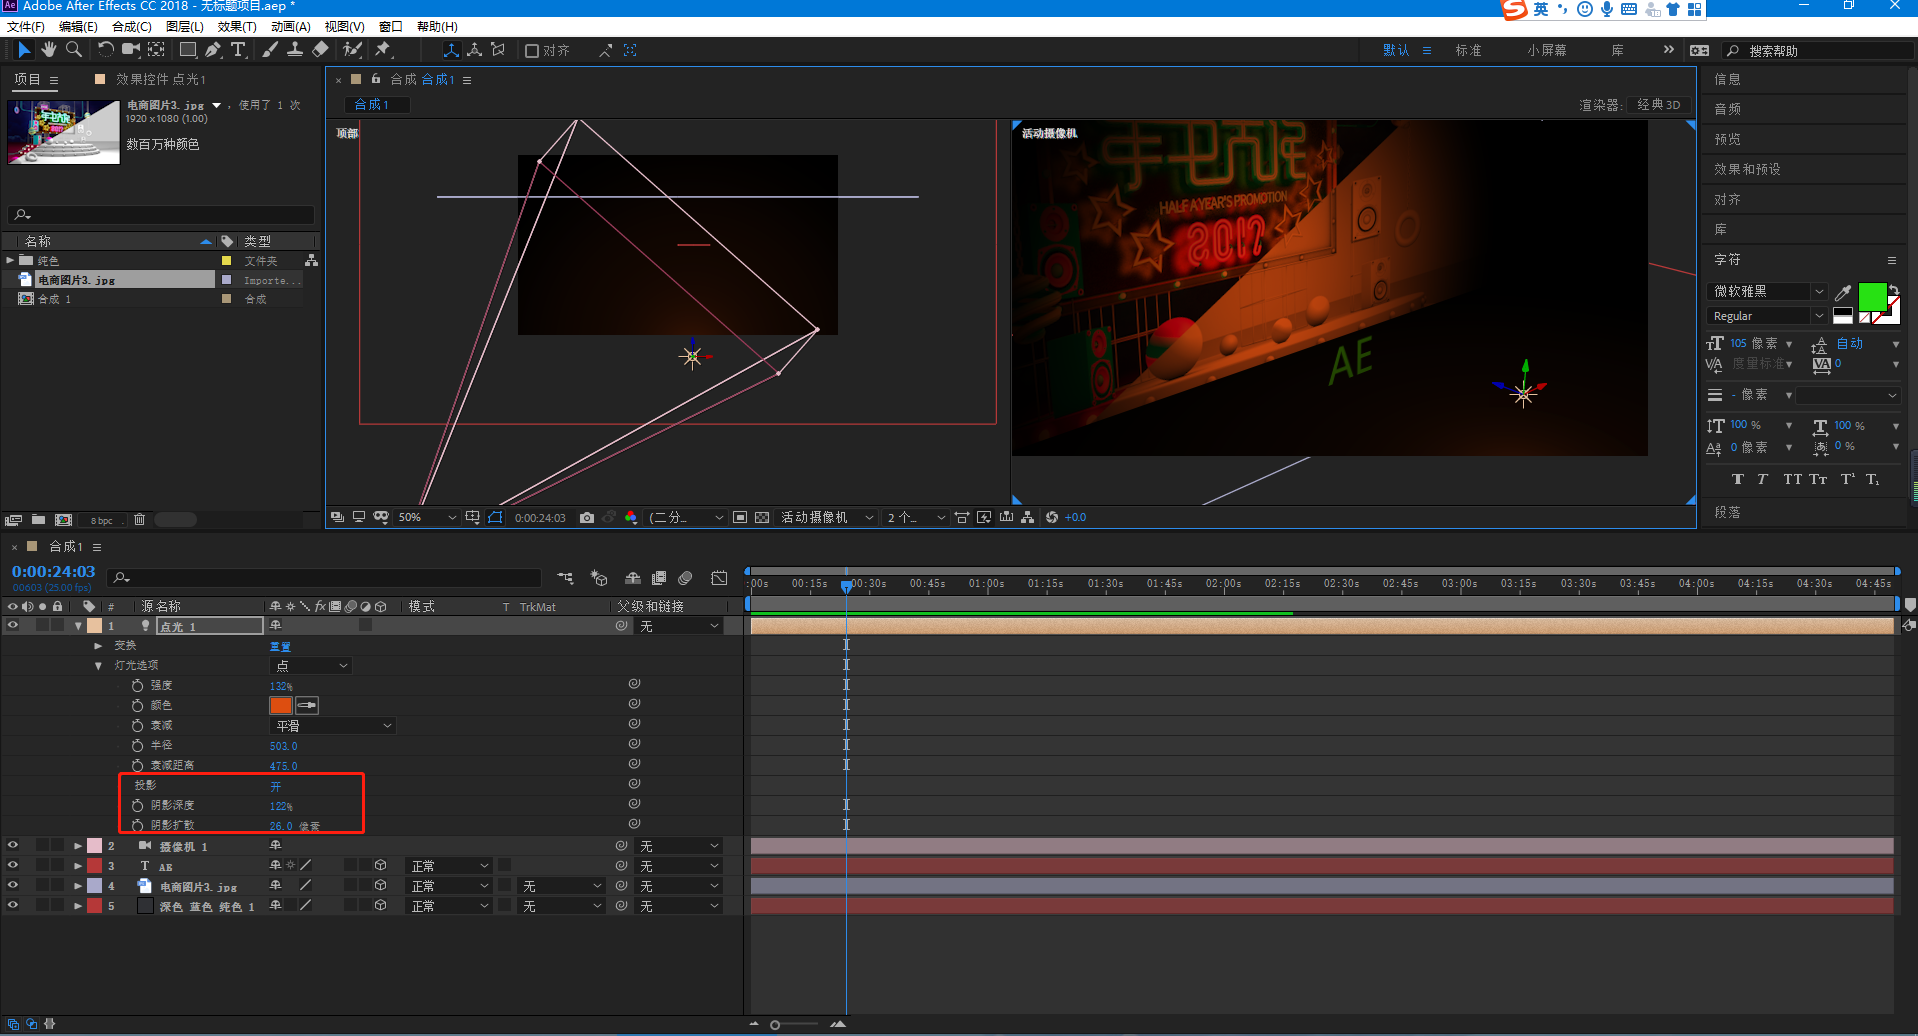 Adobe After Effects CC 2018 - 无标题项目.aep *
英
文件(F) 编辑(E) 合成(C) 图层(L) 效果(T) 动画(A) 视图(V) 窗口 帮助(H)
对齐 默认 标准 小屏幕 库 搜索帮助
项目 效果控件 点光1
电商图片3.jpg ，使用了 1 次
1920 x1080 (1.00)
数百万种颜色
名称 类型
纯色 文件夹
电商图片3.jpg Importe...
合成 1 合成
8 bpc
合成 合成1
合成1
渲染器: 经典 3D
顶部
活动摄像机
HALF A YEAR'S PROMOTION
2017
AE
50% 0:00:24:03 (二分... 活动摄像机 2 个... +0.0
信息
音频
预览
效果和预设
对齐
库
字符
微软雅黑
Regular
105 像素 自动
度量标准 0
- 像素
100 % 100 %
0 像素 0 %
T T TT Tт T¹ T₁
段落
合成1
0:00:24:03
00603 (25.00 fps)
# 源名称 模式 T TrkMat 父级和链接
:00s 00:15s 00:30s 00:45s 01:00s 01:15s 01:30s 01:45s 02:00s 02:15s 02:30s 02:45s 03:00s 03:15s 03:30s 03:45s 04:00s 04:15s 04:30s 04:45s
1 点光 1 无
变换 重置
灯光选项 点
强度 132%
颜色
衰减 平滑
半径 503.0
衰减距离 475.0
投影 开
阴影深度 122%
阴影扩散 26.0 像素
2 摄像机 1 无
3 T AE 正常 无
4 电商图片3.jpg 正常 无 无
5 深色 蓝色 纯色 1 正常 无 无